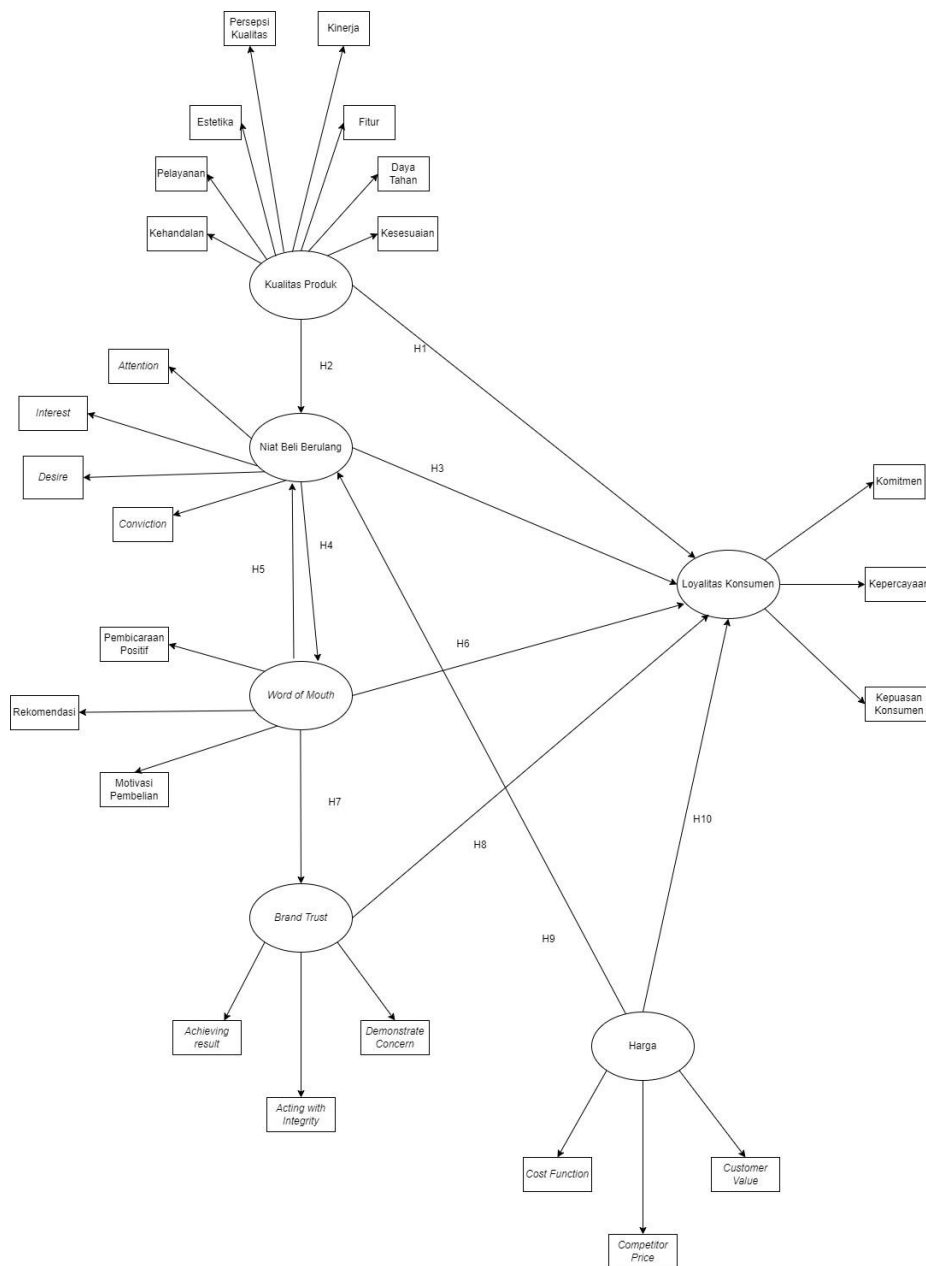 Persepsi
Kualitas
Kinerja
Estetika
Fitur
Pelayanan
Daya
Tahan
Kehandalan
Kesesuaian
Kualitas Produk
H1
H2
Attention
Interest
Niat Beli Berulang
H3
Desire
Komitmen
Conviction
H4
H5
Loyalitas Konsumen
Kepercayaan
Pembicaraan
Positif
H6
Word of Mouth
Rekomendasi
Kepuasan
Konsumen
Motivasi
Pembelian
H7
H10
H8
Brand Trust
H9
Achieving
result
Demonstrate
Concern
Harga
Acting with
Integrity
Cost Function
Customer
Value
Competitor
Price